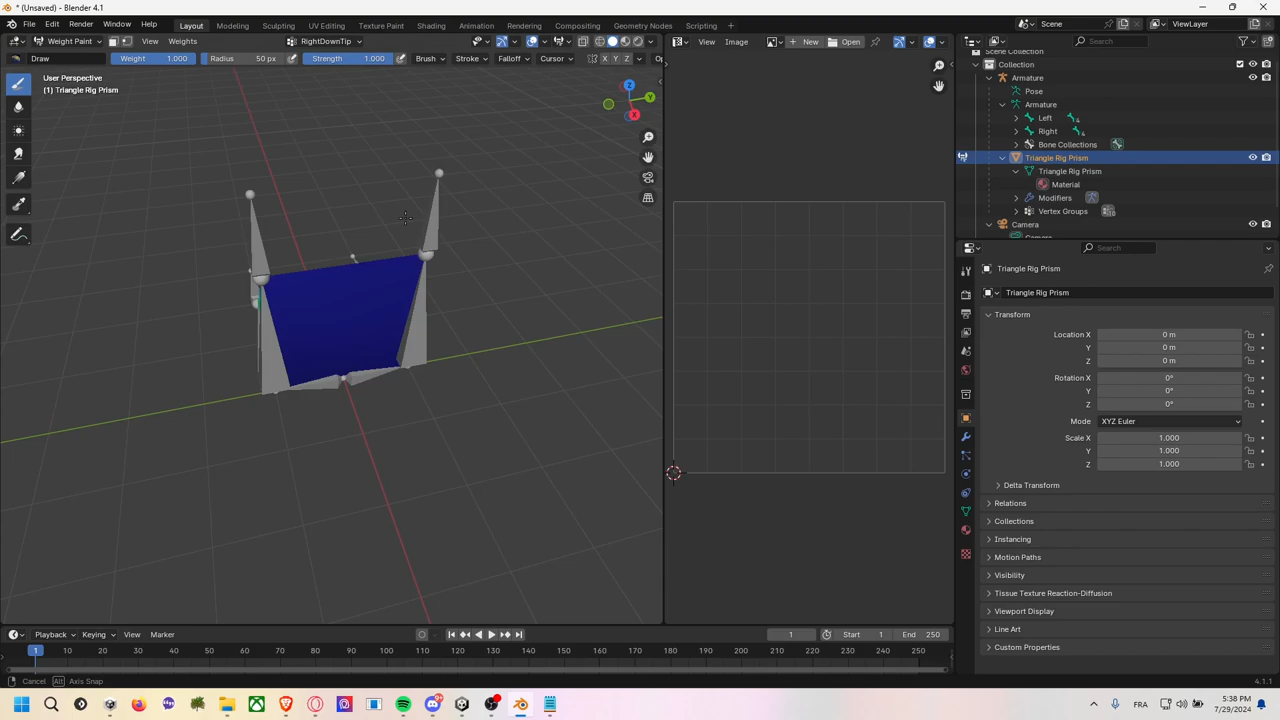 * (Unsaved) - Blender 4.1
File Edit Render Window Help Layout Modeling Sculpting UV Editing Texture Paint Shading Animation Rendering Compositing Geometry Nodes Scripting + Scene ViewLayer
Weight Paint View Weights RightDownTip View Image New Open Search
Draw Weight 1.000 Radius 50 px Strength 1.000 Brush Stroke Falloff Cursor X Y Z
User Perspective
(1) Triangle Rig Prism
Z
Y
X
Scene Collection
Collection
Armature
Pose
Armature
Left 4
Right 4
Bone Collections
Triangle Rig Prism
Triangle Rig Prism
Material
Modifiers
Vertex Groups
Camera
Search
Triangle Rig Prism
Triangle Rig Prism
Transform
Location X 0 m
Y 0 m
Z 0 m
Rotation X 0°
Y 0°
Z 0°
Mode XYZ Euler
Scale X 1.000
Y 1.000
Z 1.000
Delta Transform
Relations
Collections
Instancing
Motion Paths
Visibility
Tissue Texture Reaction-Diffusion
Viewport Display
Line Art
Custom Properties
Playback Keying View Marker 1 Start 1 End 250
1 10 20 30 40 50 60 70 80 90 100 110 120 130 140 150 160 170 180 190 200 210 220 230 240 250
Cancel Alt Axis Snap 4.1.1
FRA 5:38 PM
7/29/2024